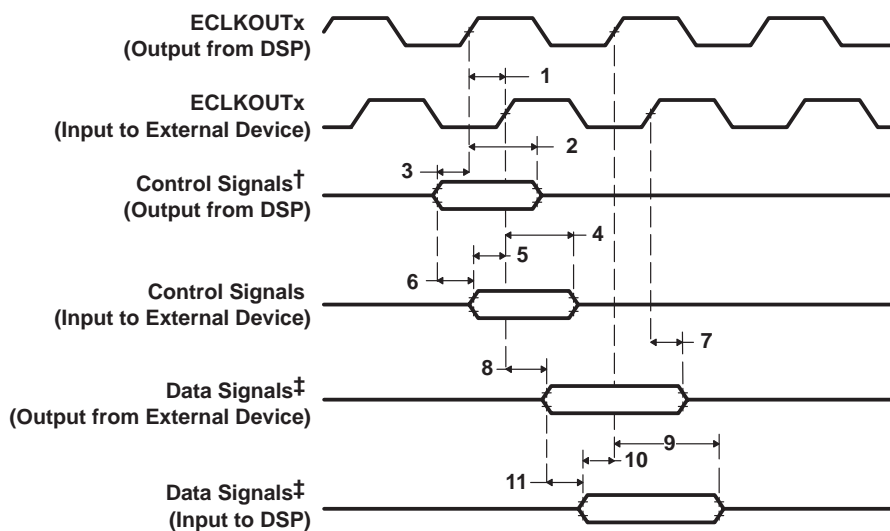 ECLKOUTx
(Output from DSP)
1
ECLKOUTx
(Input to External Device)
2
3
Control Signals†
(Output from DSP)
4
5
6
Control Signals
(Input to External Device)
7
8
Data Signals‡
(Output from External Device)
9
10
11
Data Signals‡
(Input to DSP)